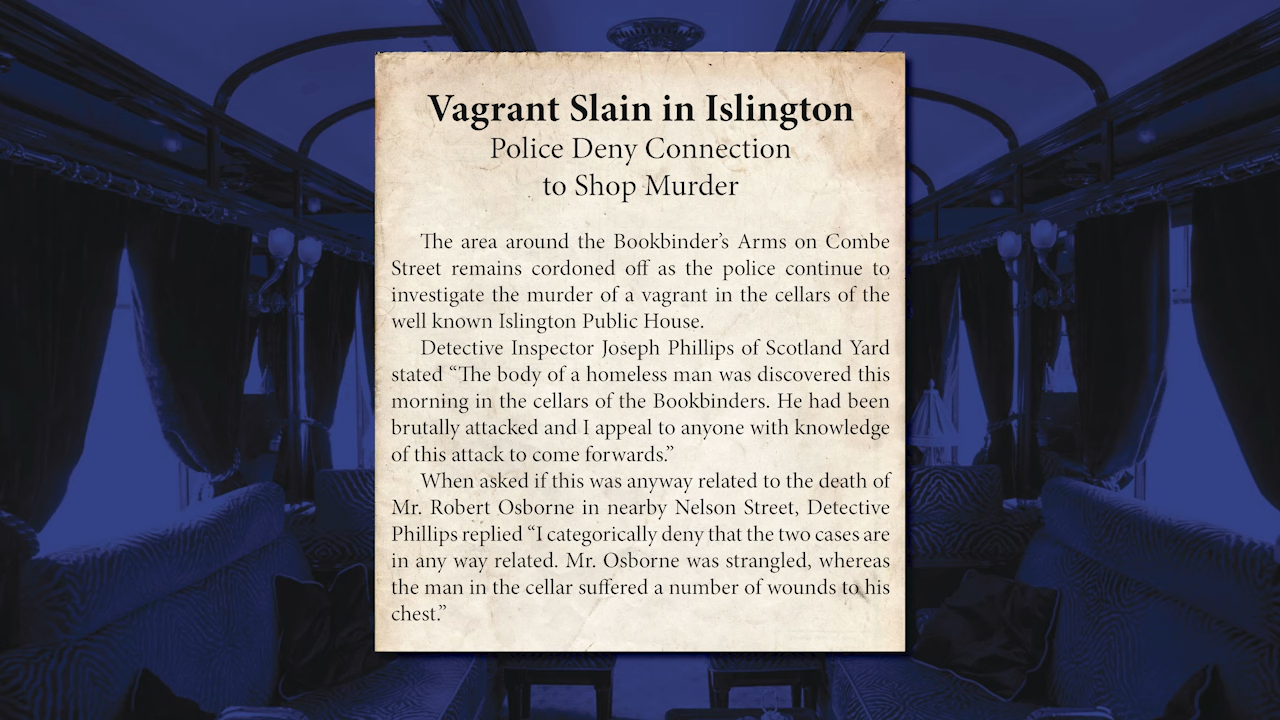 Vagrant Slain in Islington
Police Deny Connection
to Shop Murder
The area around the Bookbinder’s Arms on Combe
Street remains cordoned off as the police continue to
investigate the murder of a vagrant in the cellars of the
well known Islington Public House.
Detective Inspector Joseph Phillips of Scotland Yard
stated “The body of a homeless man was discovered this
morning in the cellars of the Bookbinders. He had been
brutally attacked and I appeal to anyone with knowledge
of this attack to come forwards.”
When asked if this was anyway related to the death of
Mr. Robert Osborne in nearby Nelson Street, Detective
Phillips replied “I categorically deny that the two cases are
in any way related. Mr. Osborne was strangled, whereas
the man in the cellar suffered a number of wounds to his
chest.”